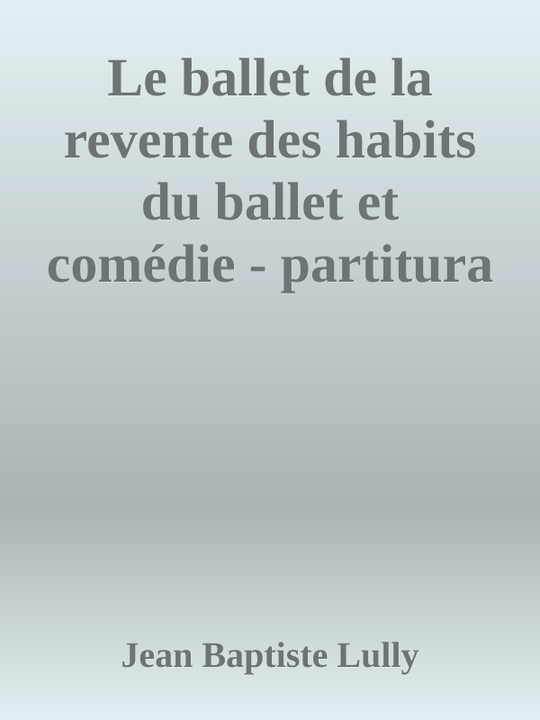 Le ballet de la
revente des habits
du ballet et
comédie - partitura
Jean Baptiste Lully